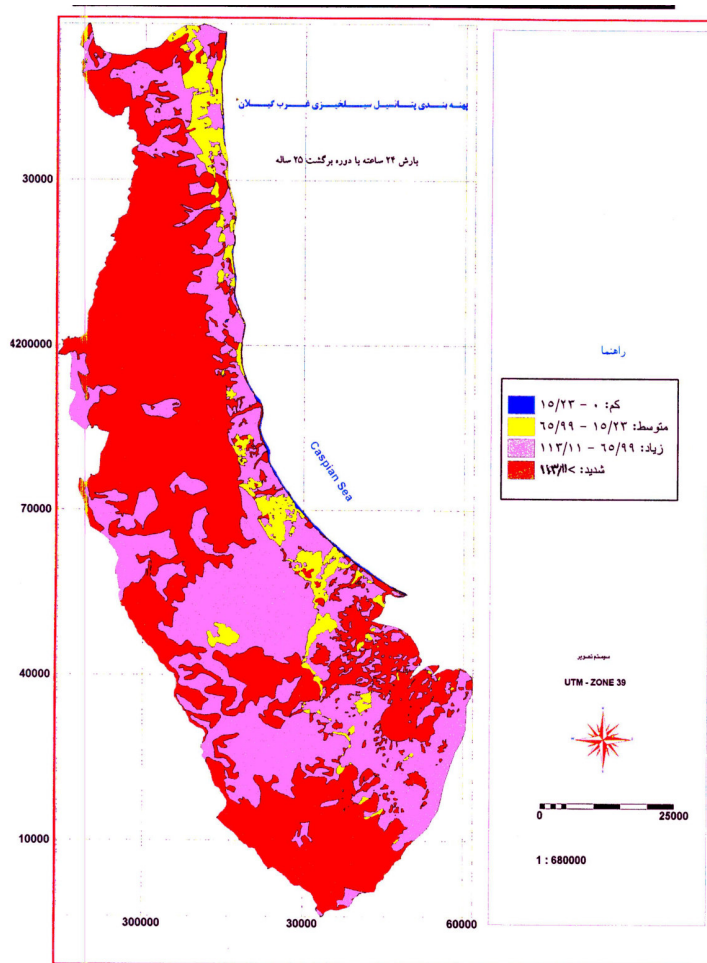 پهنه بندی پتانسیل سیلخیزی غرب گیلان
بارش ۲۴ ساعته با دوره برگشت ۲۵ ساله
30000
4200000
70000
40000
10000
300000
30000
60000
Caspian Sea
راهنما
کم: ۰ - ۱۵/۲۳
متوسط: ۱۵/۲۳ - ۶۵/۹۹
زیاد: ۶۵/۹۹ - ۱۱۳/۱۱
شدید:
سیستم تصویر
UTM - ZONE 39
0 25000
1 : 680000